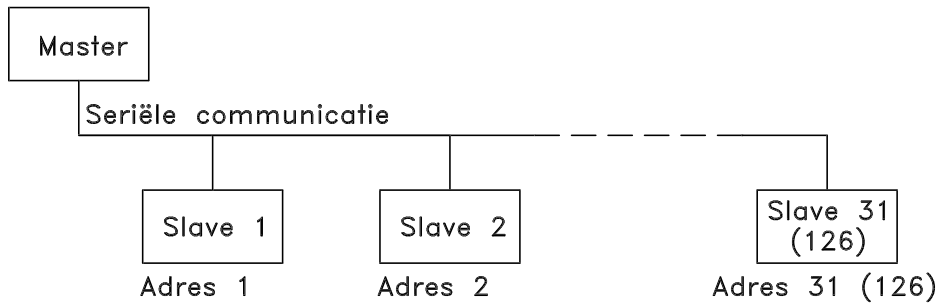 Master
Seriële communicatie
Slave 1
Slave 2
Slave 31
(126)
Adres 1
Adres 2
Adres 31 (126)